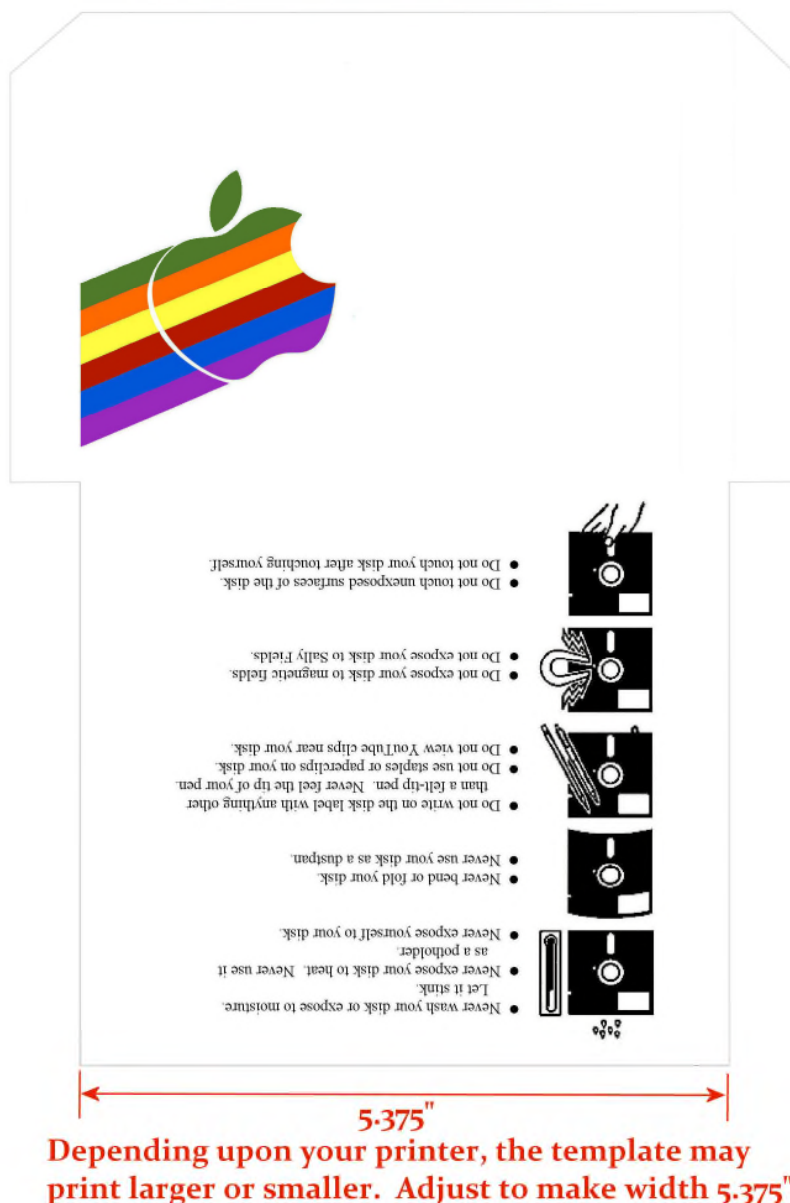 ● Never wash your disk or expose to moisture.
Let it stink.
● Never expose your disk to heat. Never use it
as a potholder.
● Never expose yourself to your disk.
● Never bend or fold your disk.
● Never use your disk as a dustpan.
● Do not write on the disk label with anything other
than a felt-tip pen. Never feel the tip of your pen.
● Do not use staples or paperclips on your disk.
● Do not view YouTube clips near your disk.
● Do not expose your disk to magnetic fields.
● Do not expose your disk to Sally Fields.
● Do not touch unexposed surfaces of the disk.
● Do not touch your disk after touching yourself.
5.375"
Depending upon your printer, the template may
print larger or smaller. Adjust to make width 5.375"